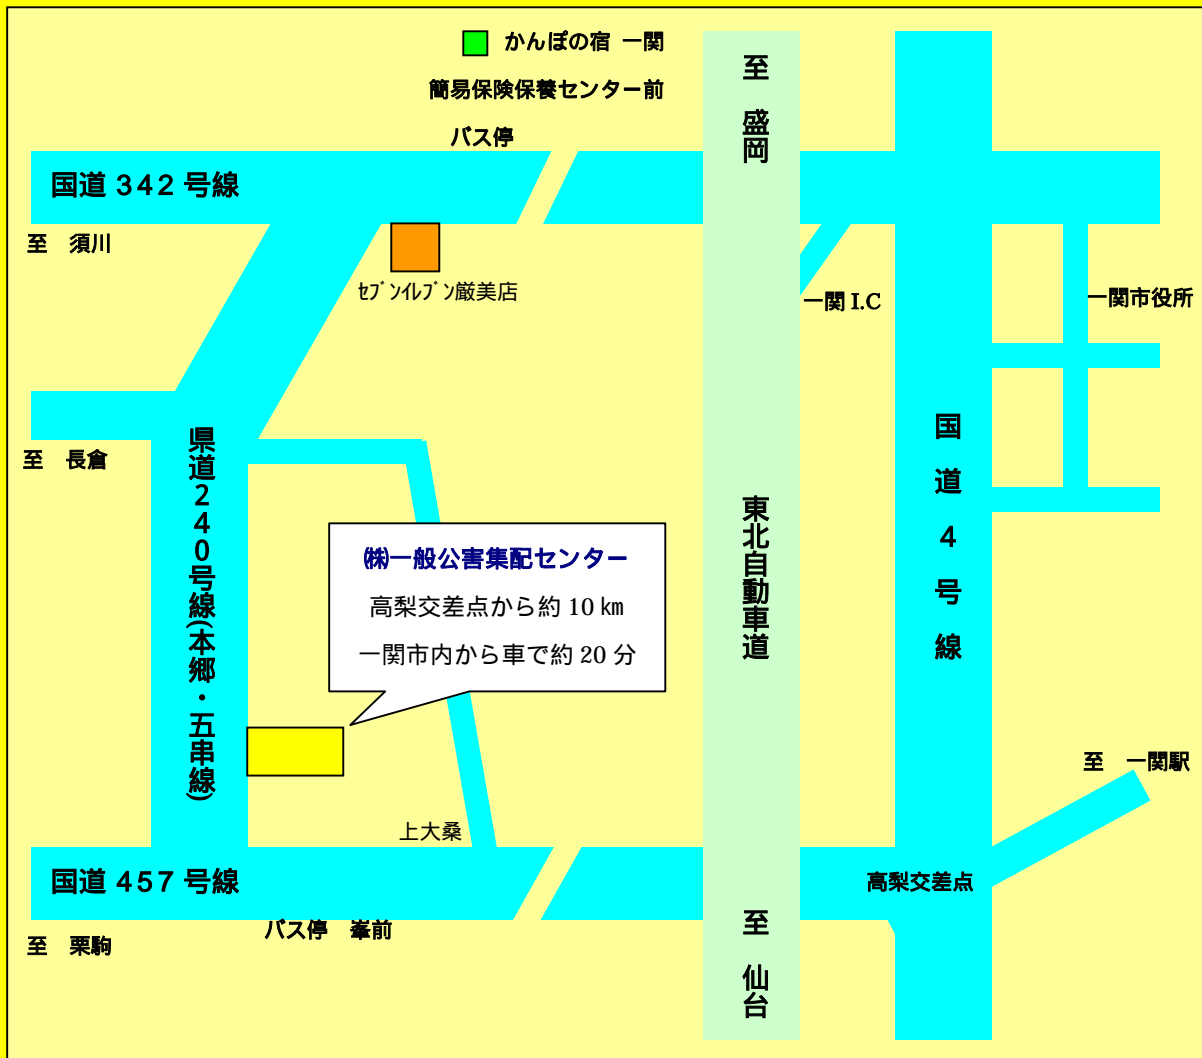 かんぽの宿 一関
簡易保険保養センター前
バス停
至 盛岡
国道 342 号線
至 須川
ｾﾌﾞﾝｲﾚﾌﾞﾝ厳美店
一関 I.C
一関市役所
至 長倉
県道240号線(本郷・五串線)
国道4号線
東北自動車道
㈱一般公害集配センター
高梨交差点から約 10 km
一関市内から車で約 20 分
至 一関駅
上大桑
国道 457 号線
高梨交差点
バス停 峯前
至 栗駒
至 仙台